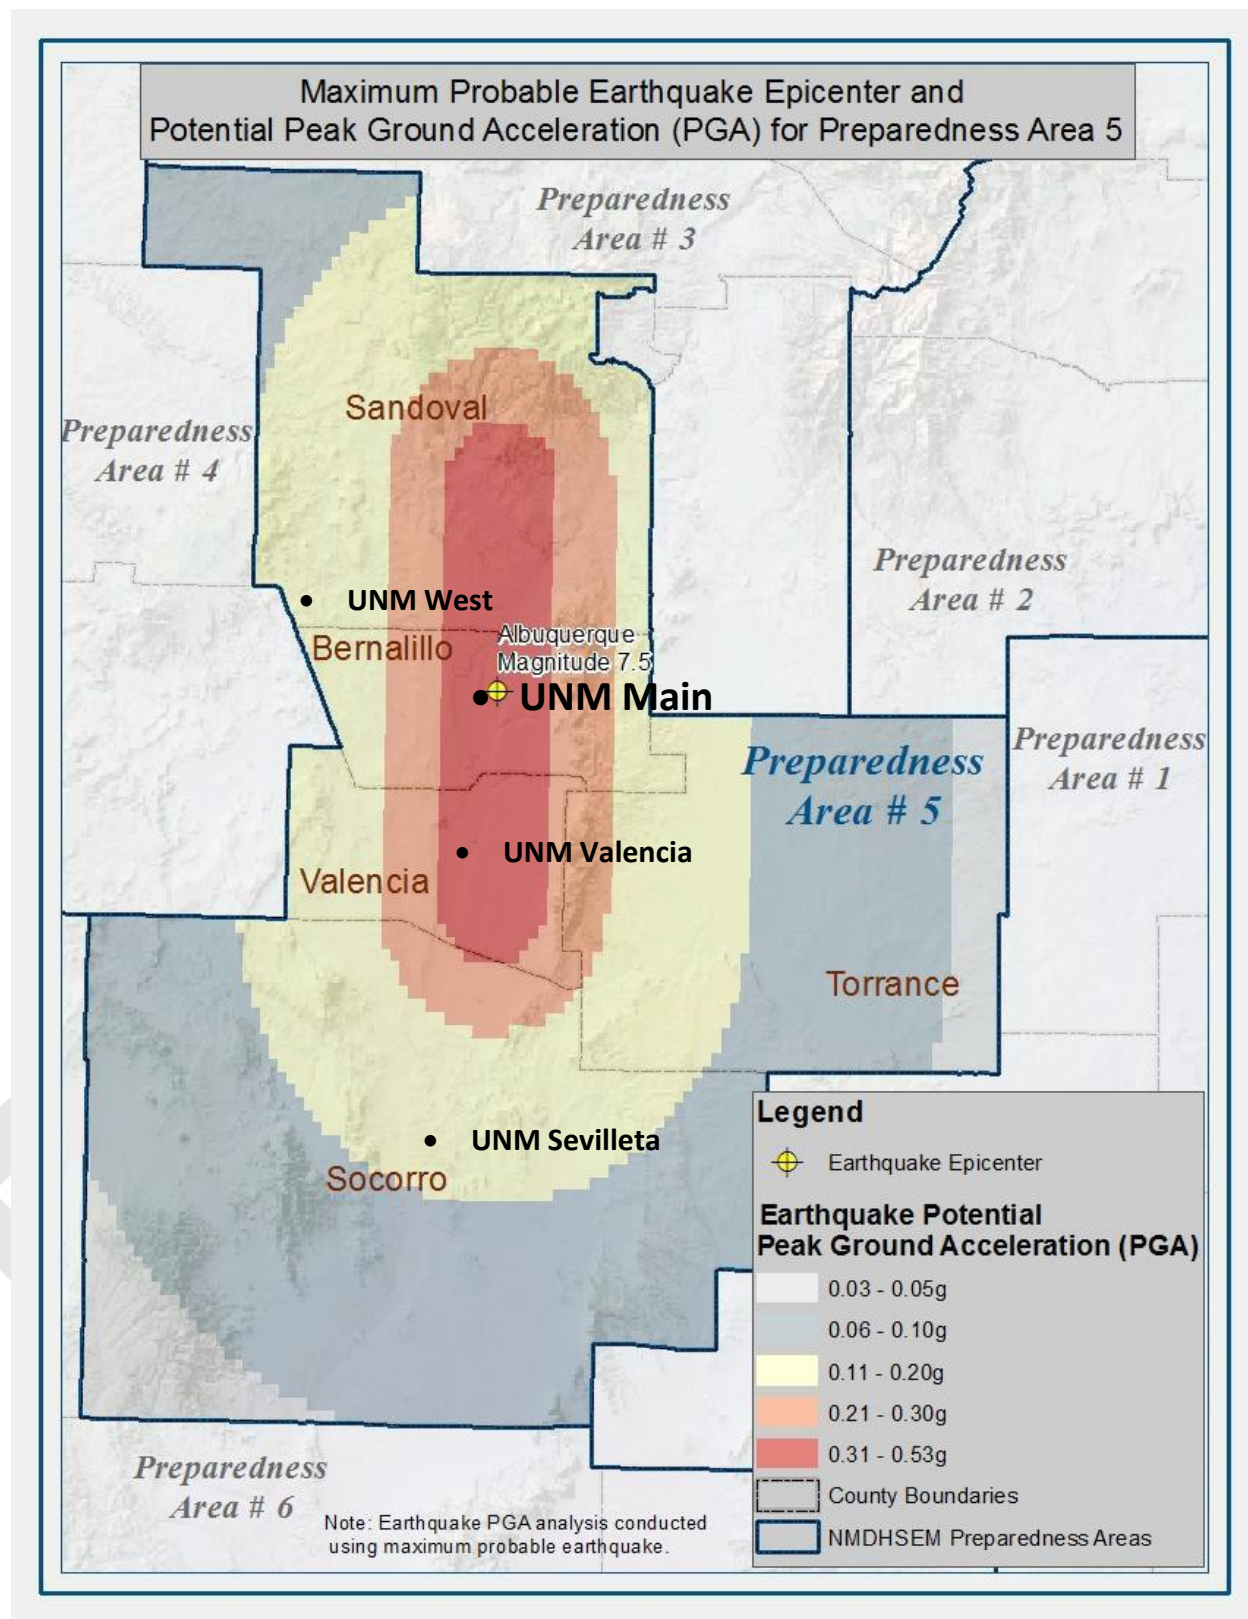 Maximum Probable Earthquake Epicenter and
Potential Peak Ground Acceleration (PGA) for Preparedness Area 5
Preparedness
Area # 3
Sandoval
Preparedness
Area # 4
Preparedness
Area # 2
• UNM West
Bernalillo
Albuquerque
Magnitude 7.5
• UNM Main
Preparedness
Area # 5
Preparedness
Area # 1
• UNM Valencia
Valencia
Torrance
• UNM Sevilleta
Socorro
Legend
Earthquake Epicenter
Earthquake Potential
Peak Ground Acceleration (PGA)
0.03 - 0.05g
0.06 - 0.10g
0.11 - 0.20g
0.21 - 0.30g
0.31 - 0.53g
County Boundaries
NMDHSEM Preparedness Areas
Preparedness
Area # 6
Note: Earthquake PGA analysis conducted
using maximum probable earthquake.